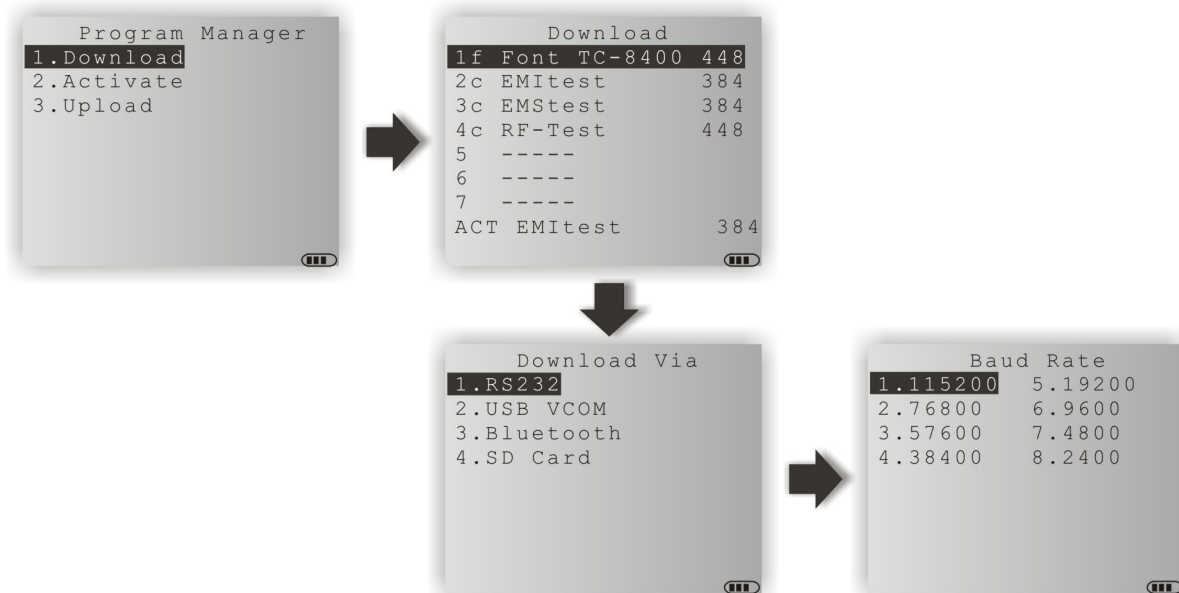 Program Manager
1.Download
2.Activate
3.Upload
Download
1f Font TC-8400 448
2c EMItest 384
3c EMStest 384
4c RF-Test 448
5 -----
6 -----
7 -----
ACT EMItest 384
Download Via
1.RS232
2.USB VCOM
3.Bluetooth
4.SD Card
Baud Rate
1.115200 5.19200
2.76800 6.9600
3.57600 7.4800
4.38400 8.2400